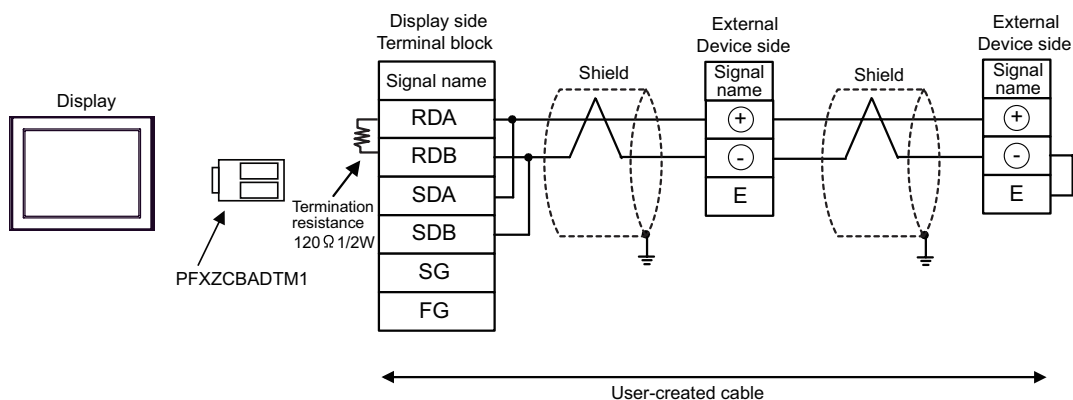 Display
PFXZCBADTM1
Termination
resistance
120 Ω 1/2W
Display side
Terminal block
Signal name
RDA
RDB
SDA
SDB
SG
FG
Shield
External
Device side
Signal
name
+
-
E
Shield
External
Device side
Signal
name
+
-
E
User-created cable